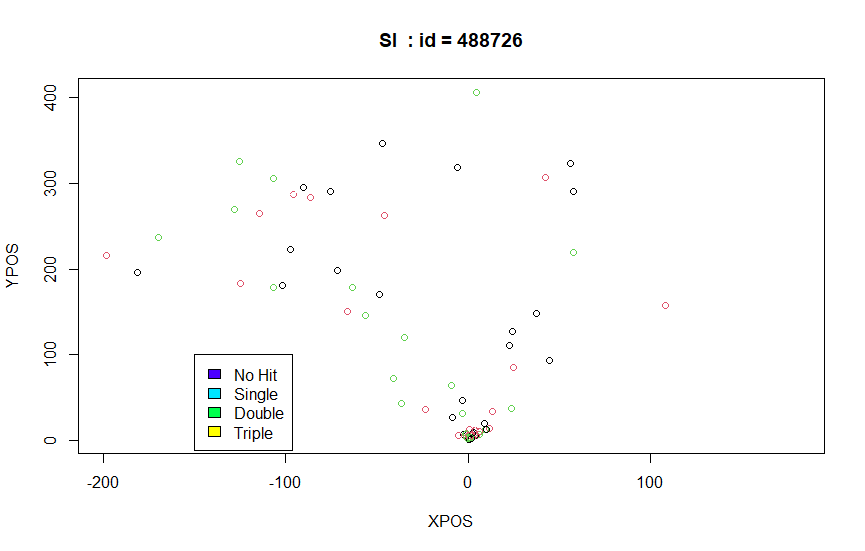 SI : id = 488726
400
300
200
100
0
YPOS
No Hit
Single
Double
Triple
-200 -100 0 100
XPOS